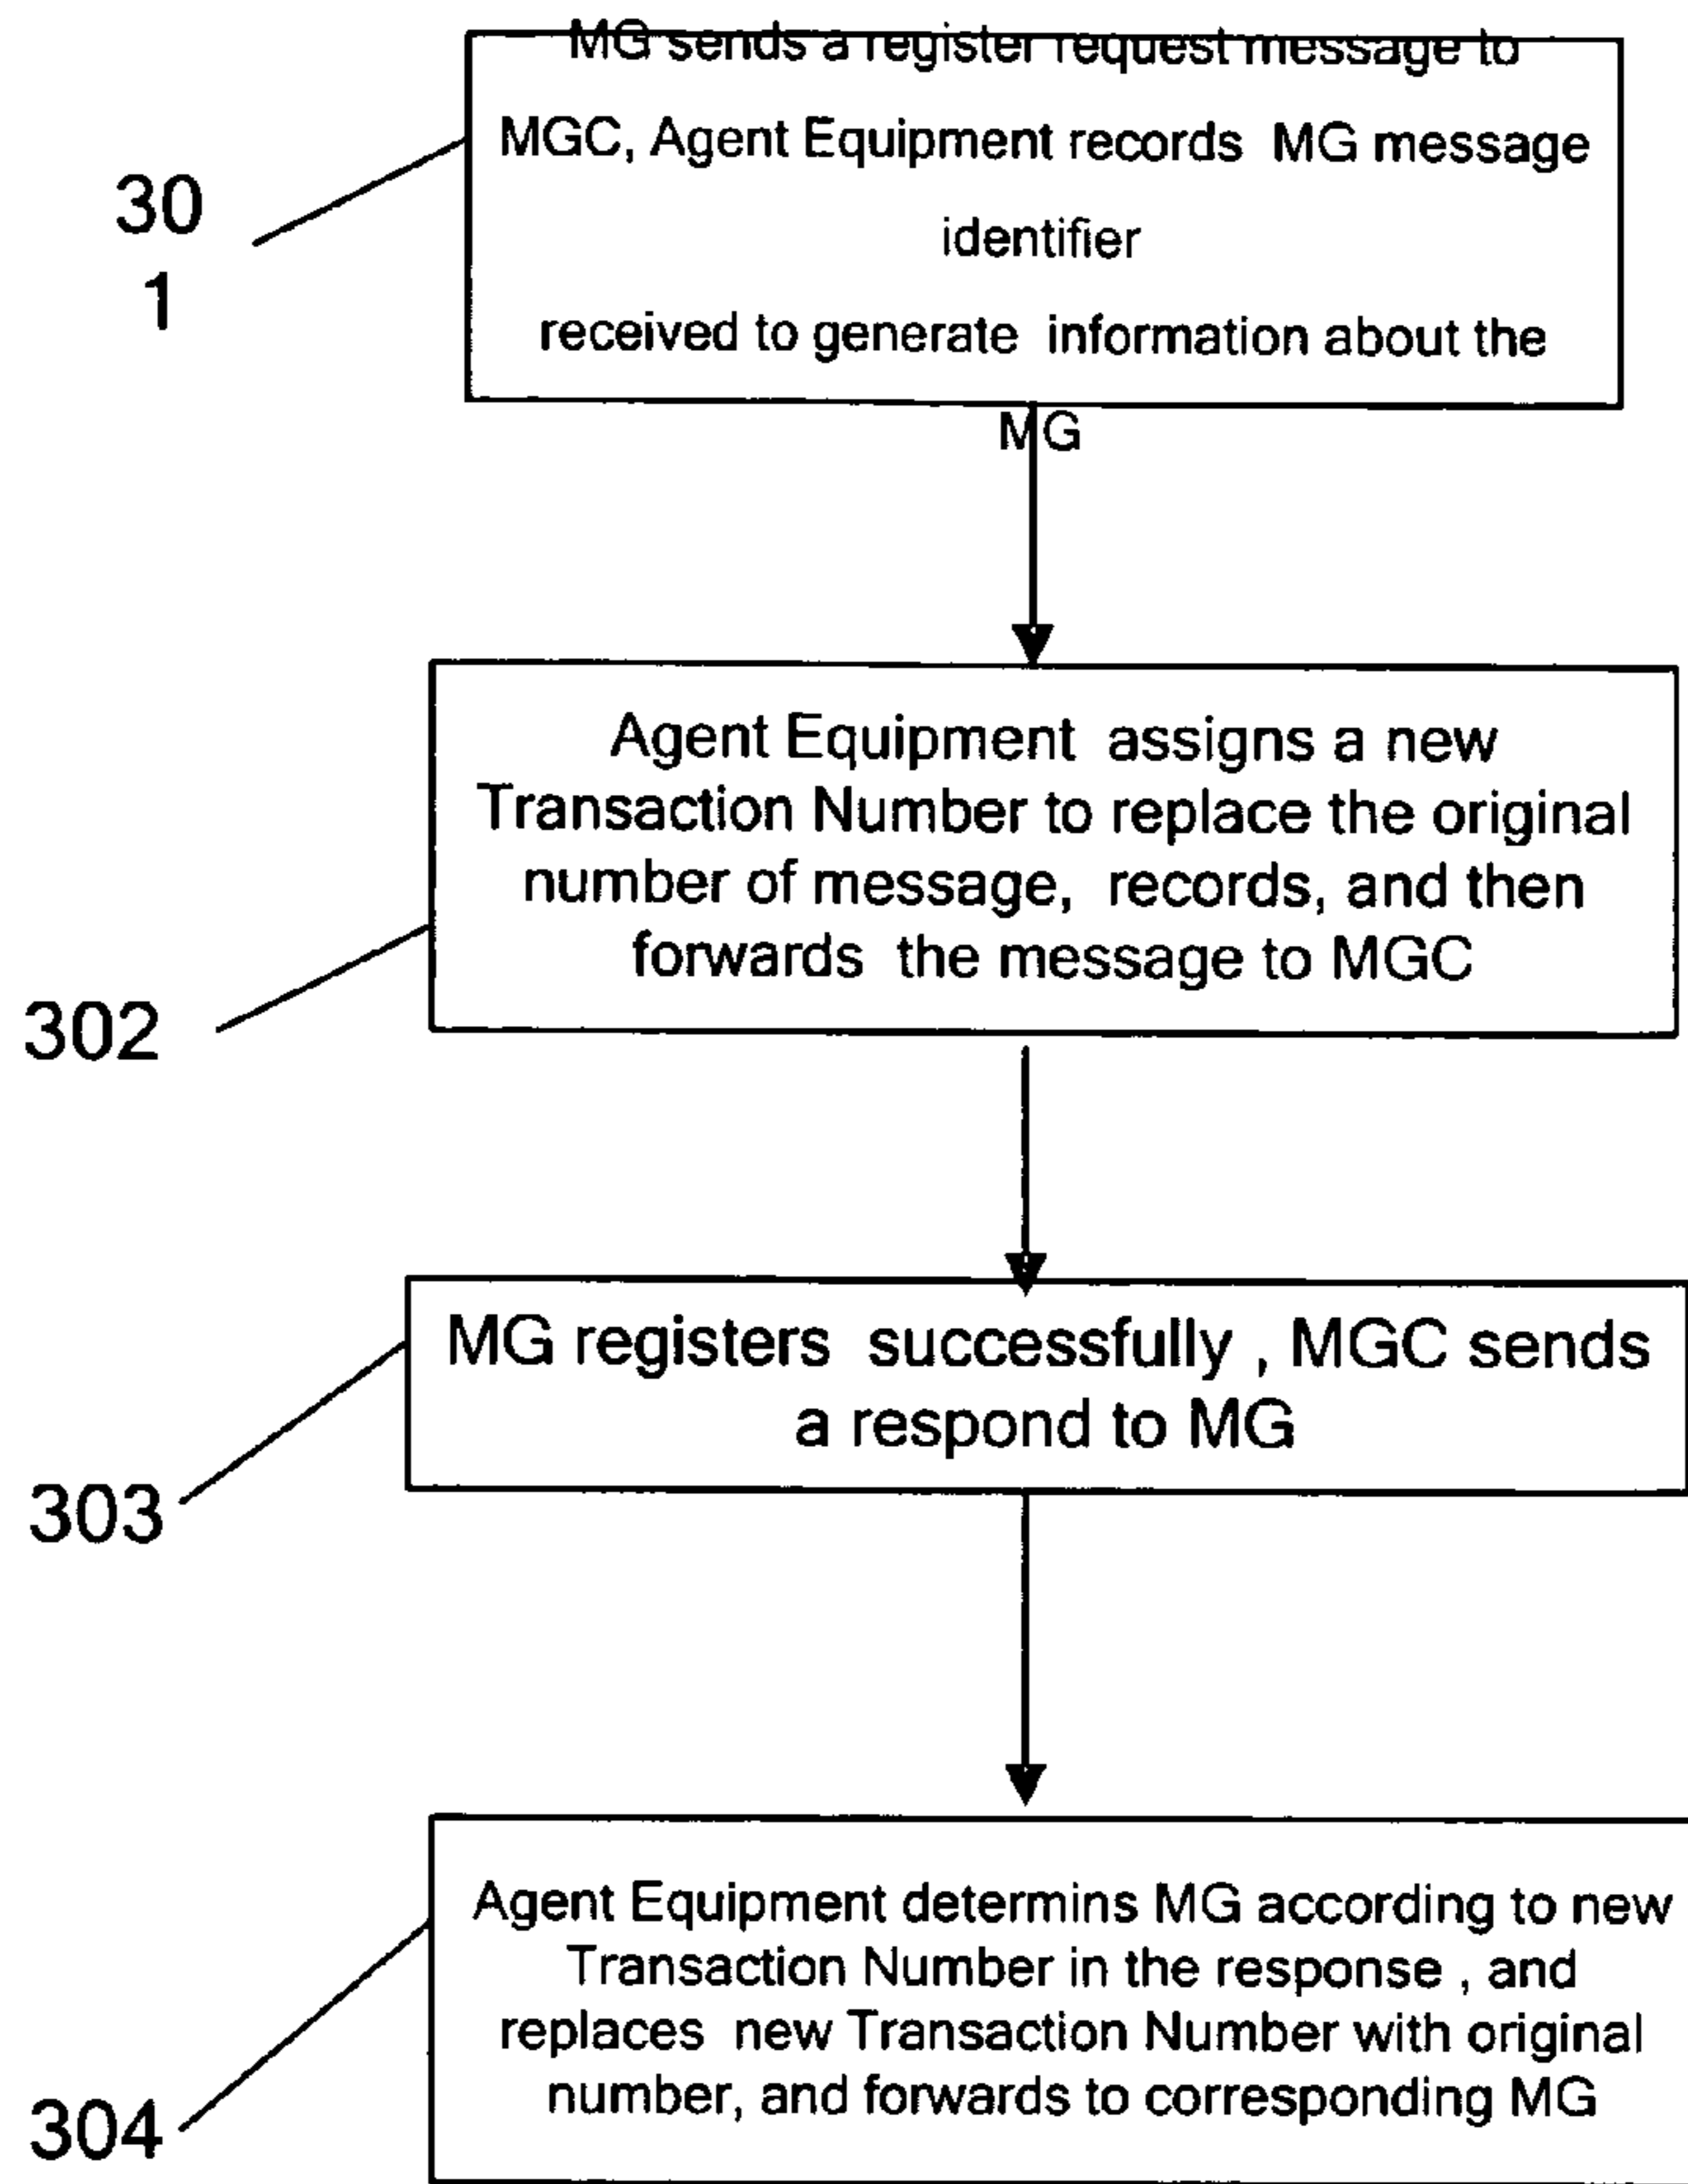 MG sends a register request message to
MGC, Agent Equipment records MG message
identifier
received to generate information about the
MG
30
1
Agent Equipment assigns a new
Transaction Number to replace the original
number of message, records, and then
forwards the message to MGC
302
MG registers successfully , MGC sends
a respond to MG
303
Agent Equipment determins MG according to new
Transaction Number in the response , and
replaces new Transaction Number with original
number, and forwards to corresponding MG
304